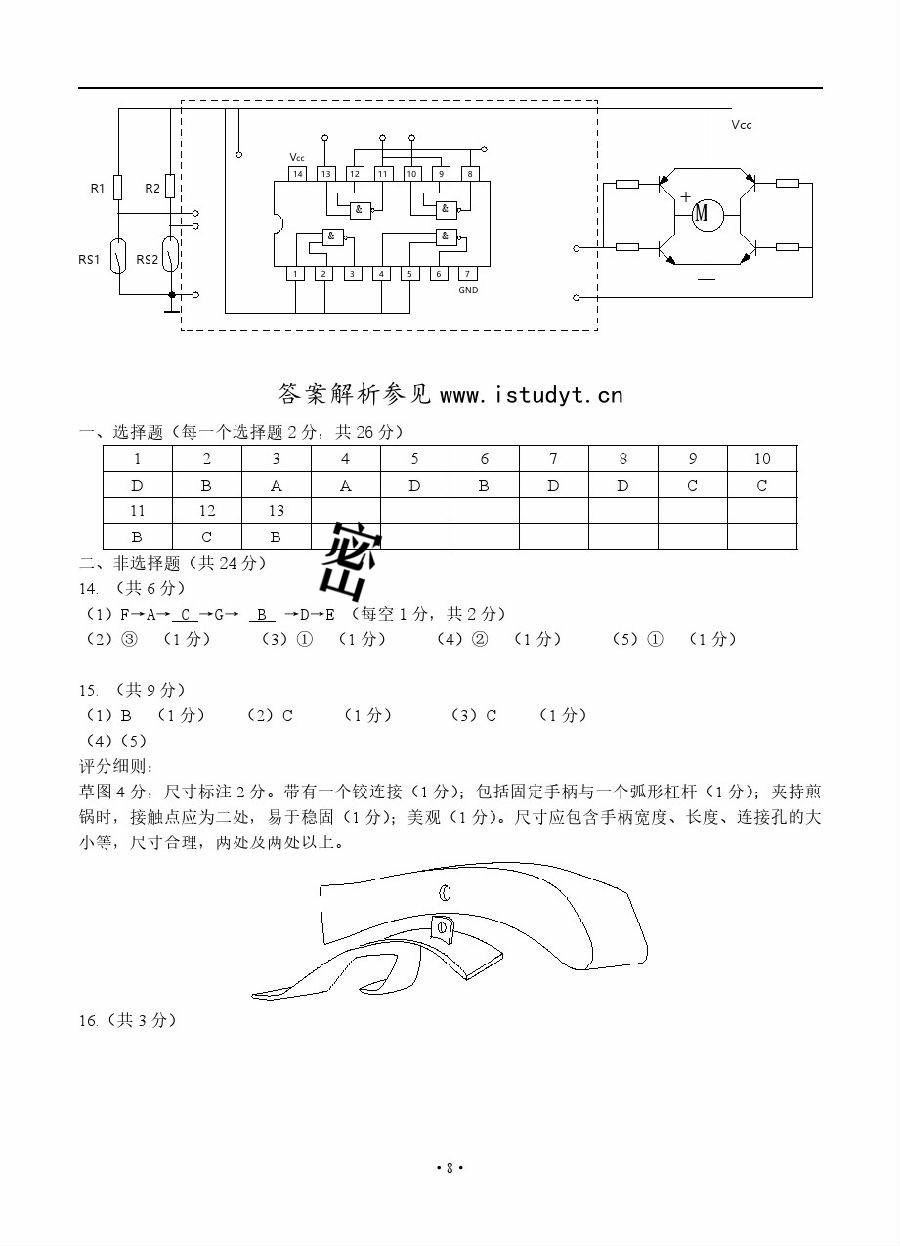 Vcc
Vcc
14 13 12 11 10 9 8
R1 R2
& &
+
M
& &
RS1 RS2
—
1 2 3 4 5 6 7
GND
答案解析参见 www.istudyt.cn
一、选择题（每一个选择题2分，共26分）
1 2 3 4 5 6 7 8 9 10
D B A A D B D D C C
11 12 13
B C B
密
二、非选择题（共24分）
14. （共6分）
（1）F→A→ C →G→ B →D→E （每空1分，共2分）
（2）③ （1分） （3）① （1分） （4）② （1分） （5）① （1分）
15. （共9分）
（1）B （1分） （2）C （1分） （3）C （1分）
（4）（5）
评分细则：
草图4分，尺寸标注2分。带有一个铰连接（1分）；包括固定手柄与一个弧形杠杆（1分）；夹持煎
锅时，接触点应为二处，易于稳固（1分）；美观（1分）。尺寸应包含手柄宽度、长度、连接孔的大
小等，尺寸合理，两处及两处以上。
16.（共3分）
·8·